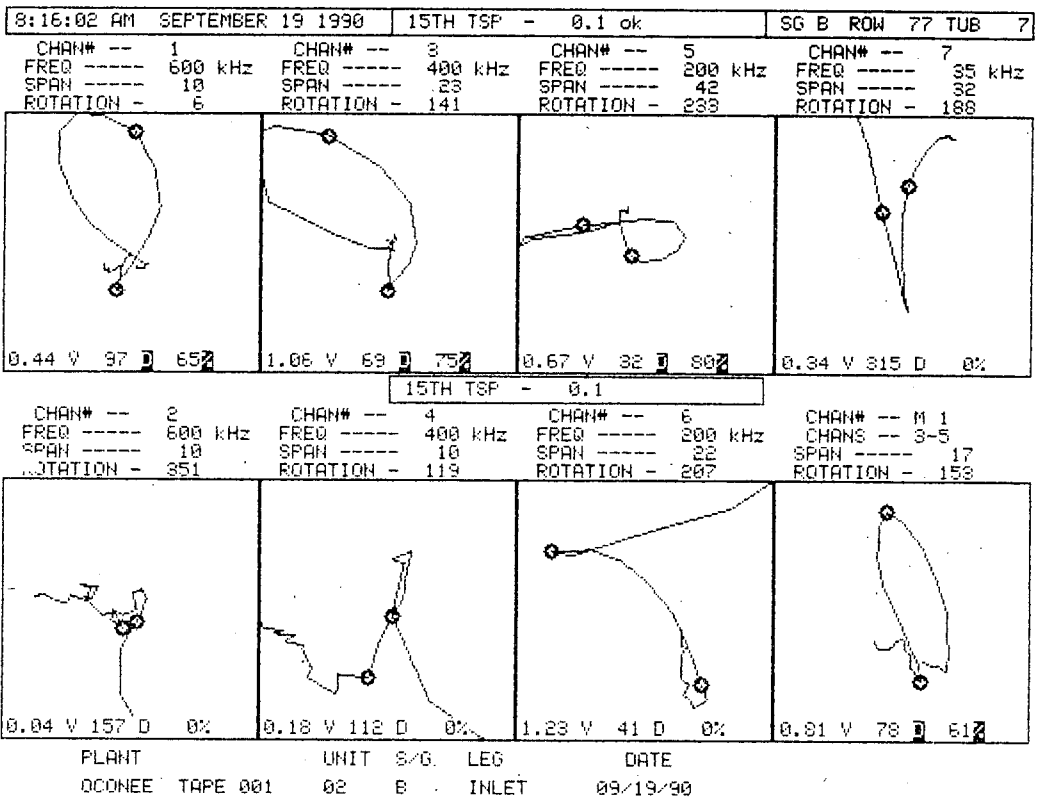 8:16:02 AM SEPTEMBER 19 1990 15TH TSP - 0.1 ok SG B ROW 77 TUB 7
CHAN# -- 1 CHAN# -- 3 CHAN# -- 5 CHAN# -- 7
FREQ ----- 600 kHz FREQ ----- 400 kHz FREQ ----- 200 kHz FREQ ----- 35 kHz
SPAN ------ 10 SPAN ------ 23 SPAN ------ 42 SPAN ------ 32
ROTATION - 6 ROTATION - 141 ROTATION - 233 ROTATION - 188
0.44 V 97 D 65% 1.06 V 69 D 75% 0.67 V 32 D 80% 0.34 V 315 D 0%
15TH TSP - 0.1
CHAN# -- 2 CHAN# -- 4 CHAN# -- 6 CHAN# -- M 1
FREQ ----- 600 kHz FREQ ----- 400 kHz FREQ ----- 200 kHz CHANS -- 3-5
SPAN ------ 10 SPAN ------ 10 SPAN ------ 22 SPAN ------ 17
ROTATION - 351 ROTATION - 119 ROTATION - 207 ROTATION - 153
0.04 V 157 D 0% 0.18 V 112 D 0% 1.23 V 41 D 0% 0.81 V 78 D 61%
PLANT UNIT S/G LEG DATE
OCONEE TAPE 001 02 B INLET 09/19/90